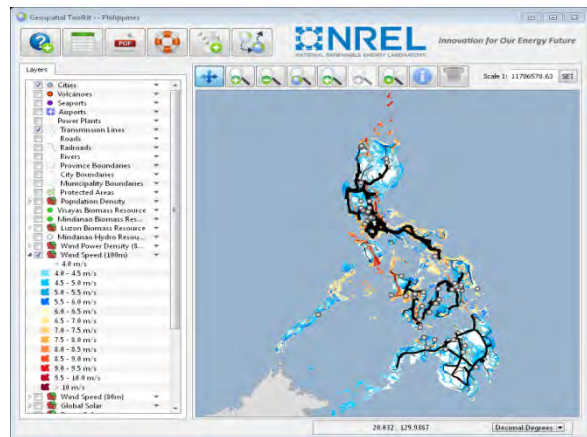 Geospatial Toolkit -- Philippines
PDF
NREL
NATIONAL RENEWABLE ENERGY LABORATORY
Innovation for Our Energy Future
Layers
Scale 1: 11786578.63 SET
Cities
Volcanoes
Seaports
Airports
Power Plants
Transmission Lines
Roads
Railroads
Rivers
Province Boundaries
City Boundaries
Municipality Boundaries
Protected Areas
Population Density
Visayas Biomass Resource
Mindanao Biomass Res...
Luzon Biomass Resource
Mindanao Hydro Resou...
Wind Power Density (8...
Wind Speed (100m)
< 4.0 m/s
4.0 - 4.5 m/s
4.5 - 5.0 m/s
5.0 - 5.5 m/s
5.5 - 6.0 m/s
6.0 - 6.5 m/s
6.5 - 7.0 m/s
7.0 - 7.5 m/s
7.5 - 8.0 m/s
8.0 - 8.5 m/s
8.5 - 9.0 m/s
9.0 - 9.5 m/s
9.5 - 10.0 m/s
> 10 m/s
Wind Speed (80m)
Global Solar
20.032, 129.9387 Decimal Degrees